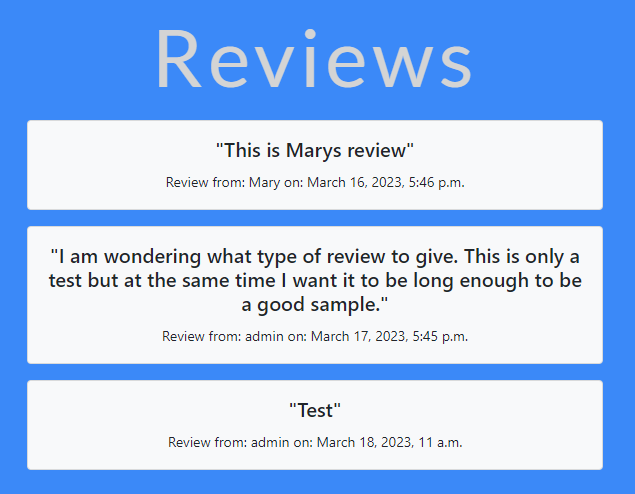 Reviews
"This is Marys review"
Review from: Mary on: March 16, 2023, 5:46 p.m.
"I am wondering what type of review to give. This is only a
test but at the same time I want it to be long enough to be
a good sample."
Review from: admin on: March 17, 2023, 5:45 p.m.
"Test"
Review from: admin on: March 18, 2023, 11 a.m.